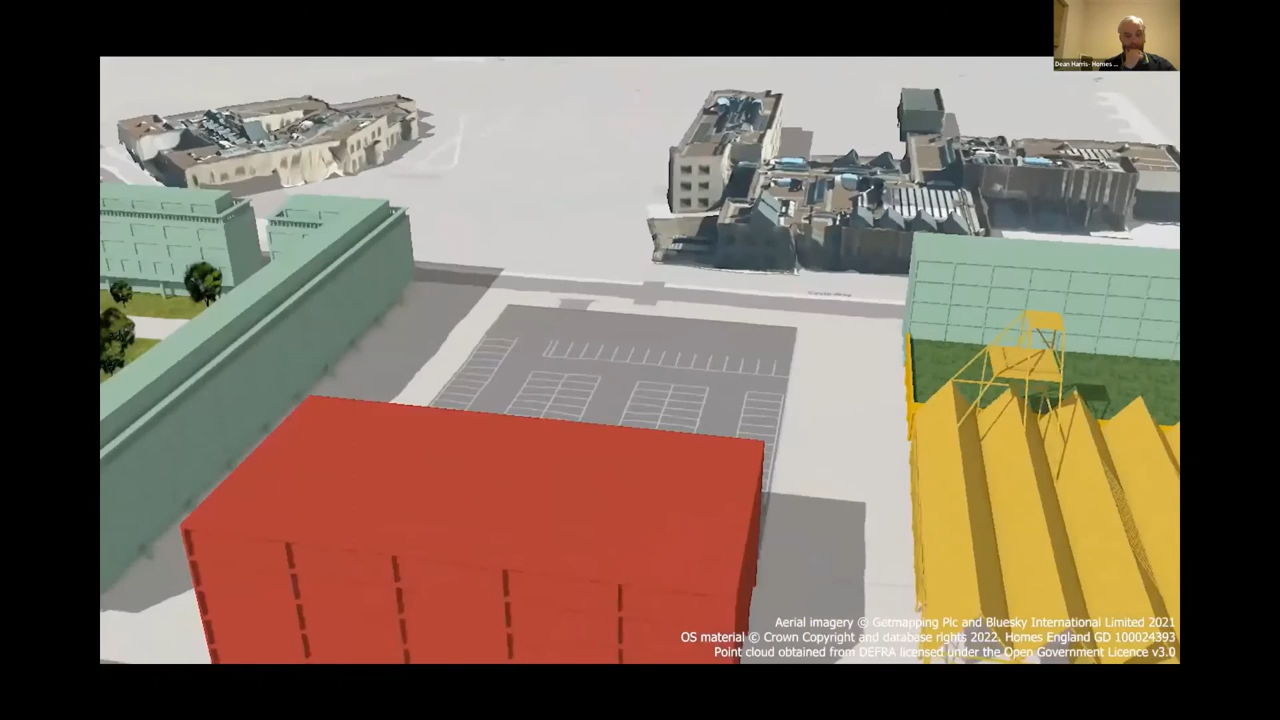 Dean Harris- Homes ...
Aerial imagery © Getmapping Plc and Bluesky International Limited 2021
OS material © Crown Copyright and database rights 2022. Homes England GD 100024393
Point cloud obtained from DEFRA licensed under the Open Government Licence v3.0